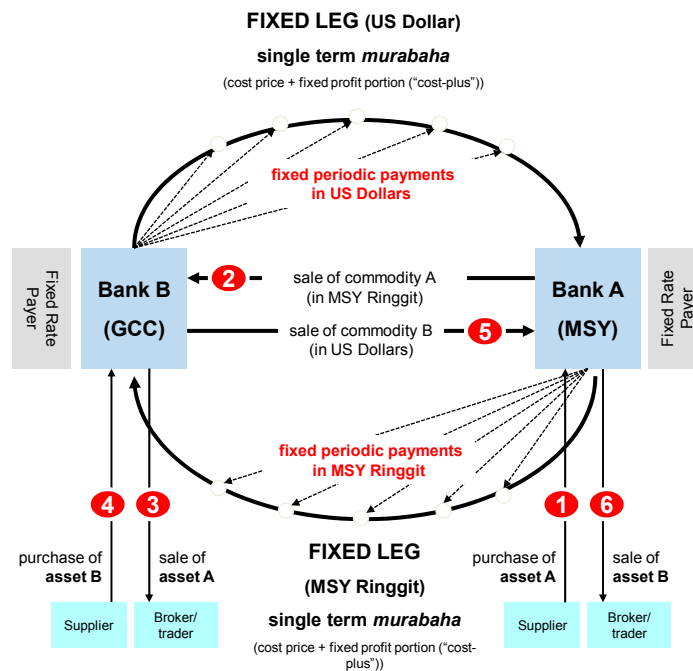 FIXED LEG (US Dollar)
single term murabaha
(cost price + fixed profit portion (“cost-plus”))
fixed periodic payments
in US Dollars
Fixed Rate
Payer
Bank B
(GCC)
2
sale of commodity A
(in MSY Ringgit)
sale of commodity B
(in US Dollars)
5
Bank A
(MSY)
Fixed Rate
Payer
fixed periodic payments
in MSY Ringgit
4
3
1
6
purchase of
asset B
sale of
asset A
FIXED LEG
(MSY Ringgit)
single term murabaha
(cost price + fixed profit portion (“cost-
plus”))
purchase of
asset A
sale of
asset B
Supplier
Broker/
trader
Supplier
Broker/
trader